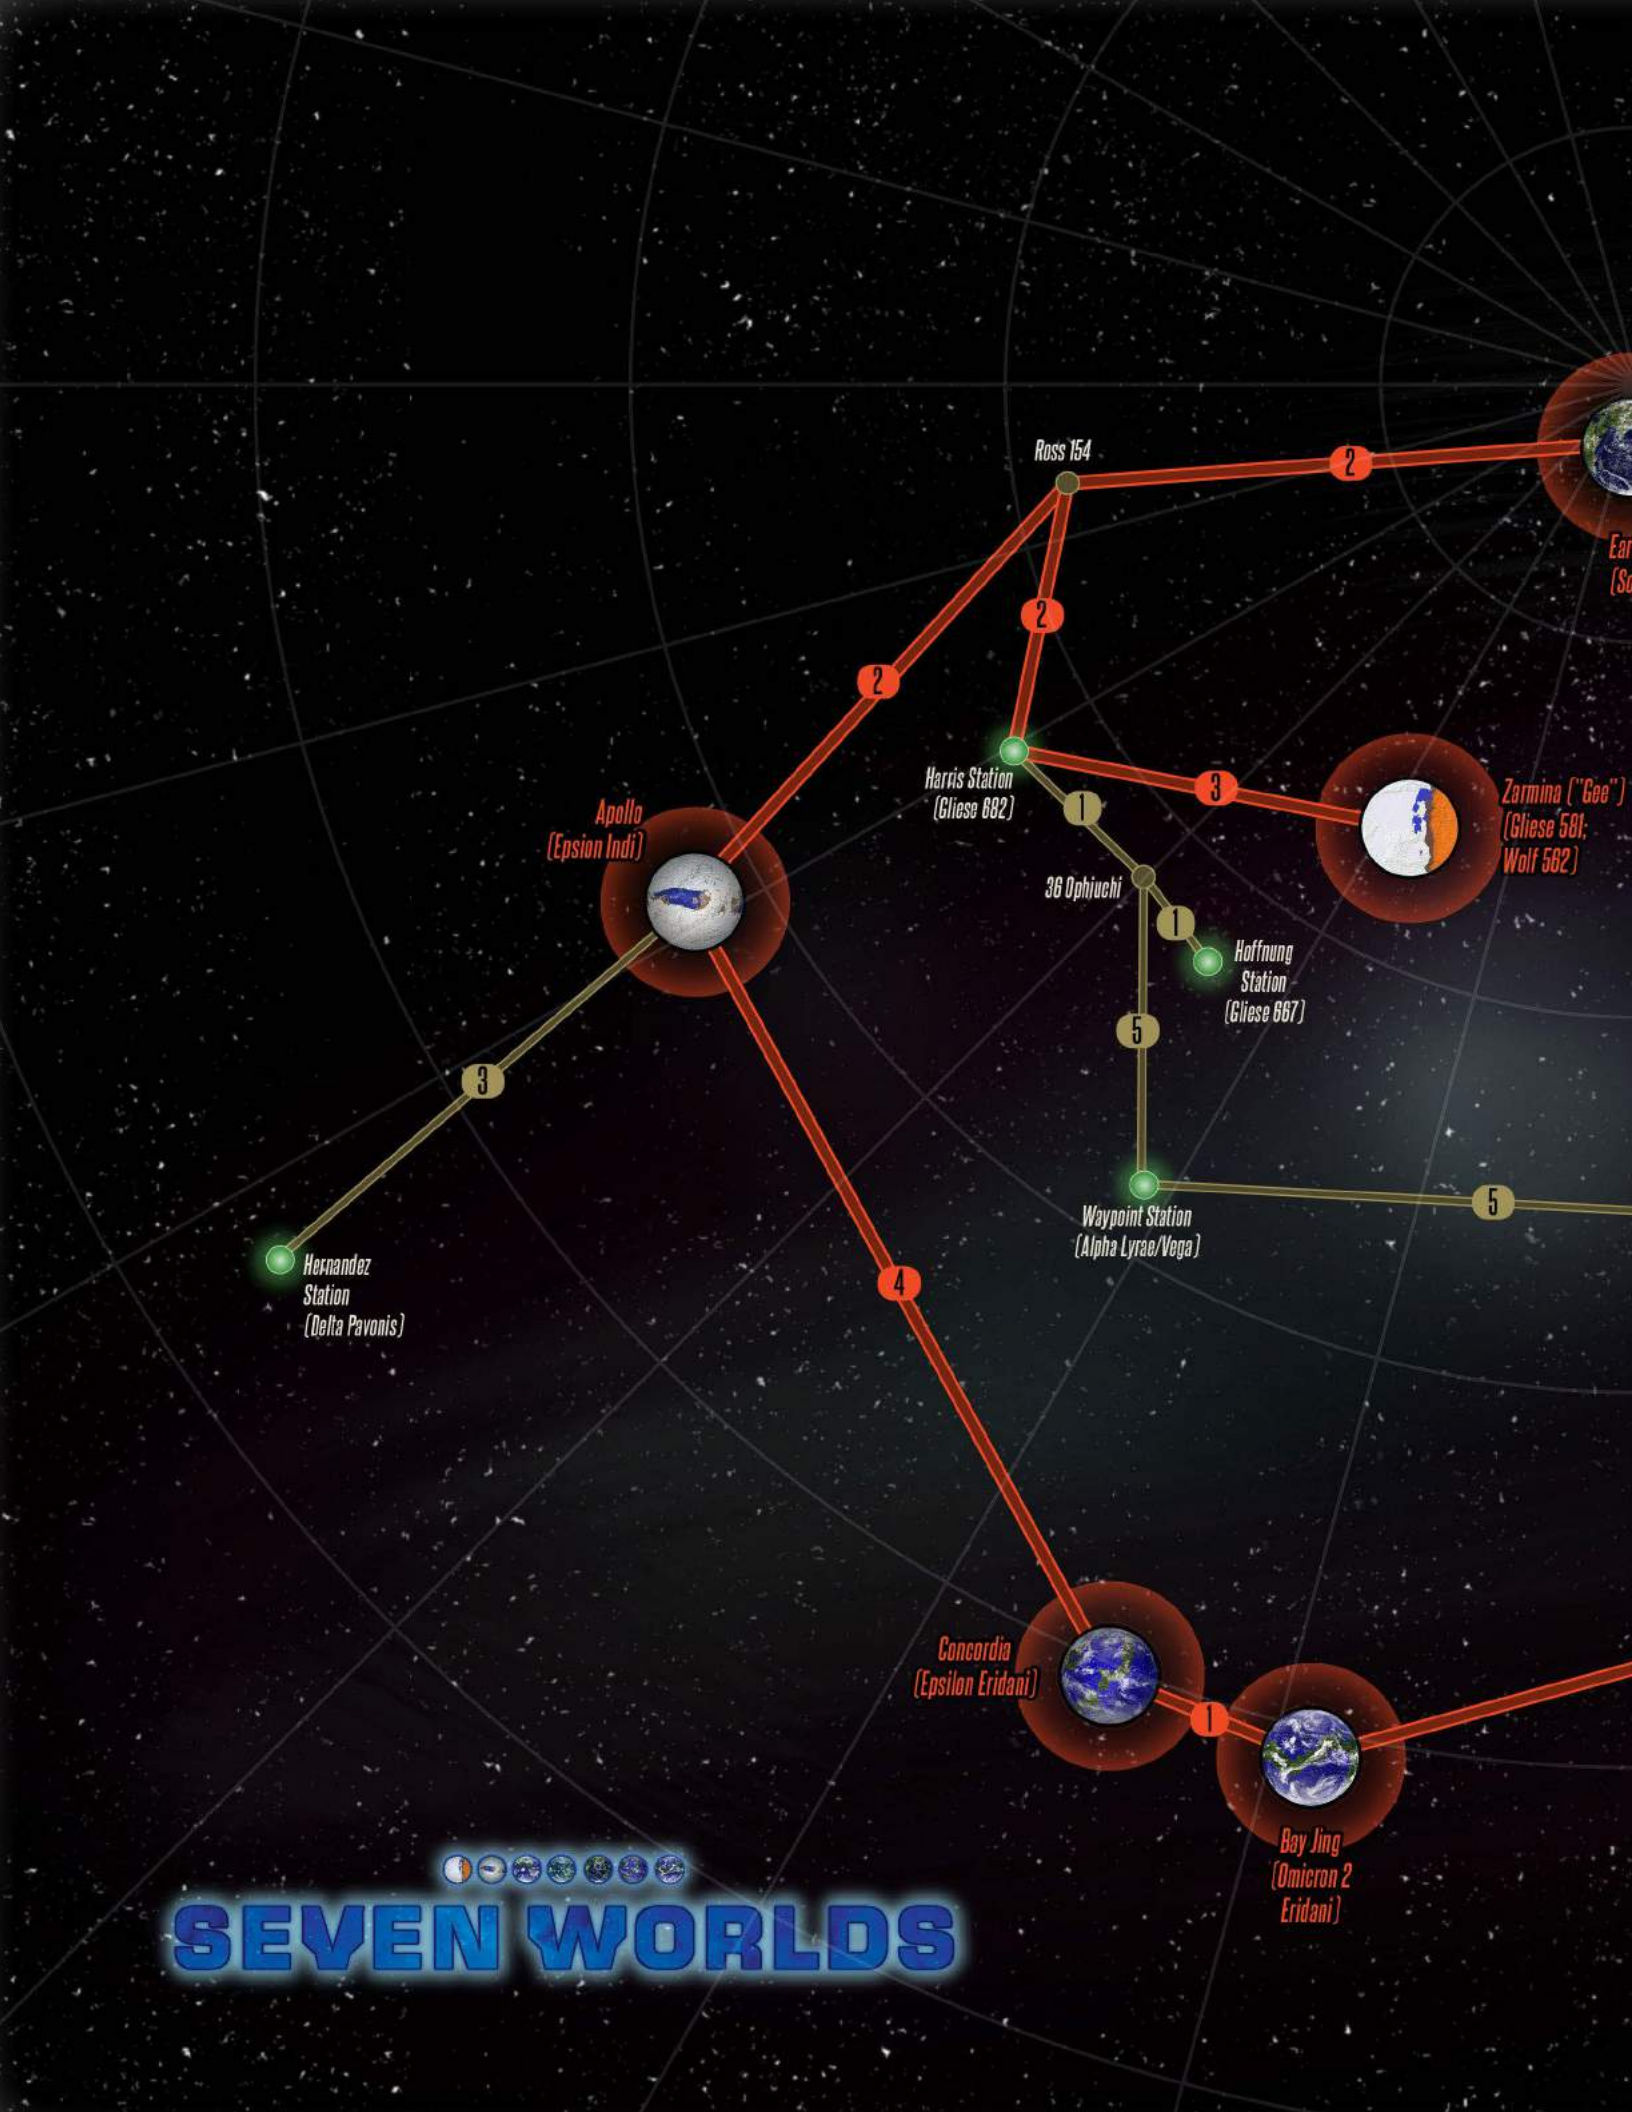 Ross 154
2
Ear
(So
2
2
Harris Station
(Gliese 682)
3
Zarmina ("Gee")
(Gliese 581;
Wolf 562)
1
Apollo
(Epsion Indi)
36 Ophiuchi
1
Hoffnung
Station
(Gliese 667)
5
3
Waypoint Station
(Alpha Lyrae/Vega)
5
Hernandez
Station
(Delta Pavonis)
4
Concordia
(Epsilon Eridani)
1
Bay Jing
(Omicron 2
Eridani)
SEVEN WORLDS